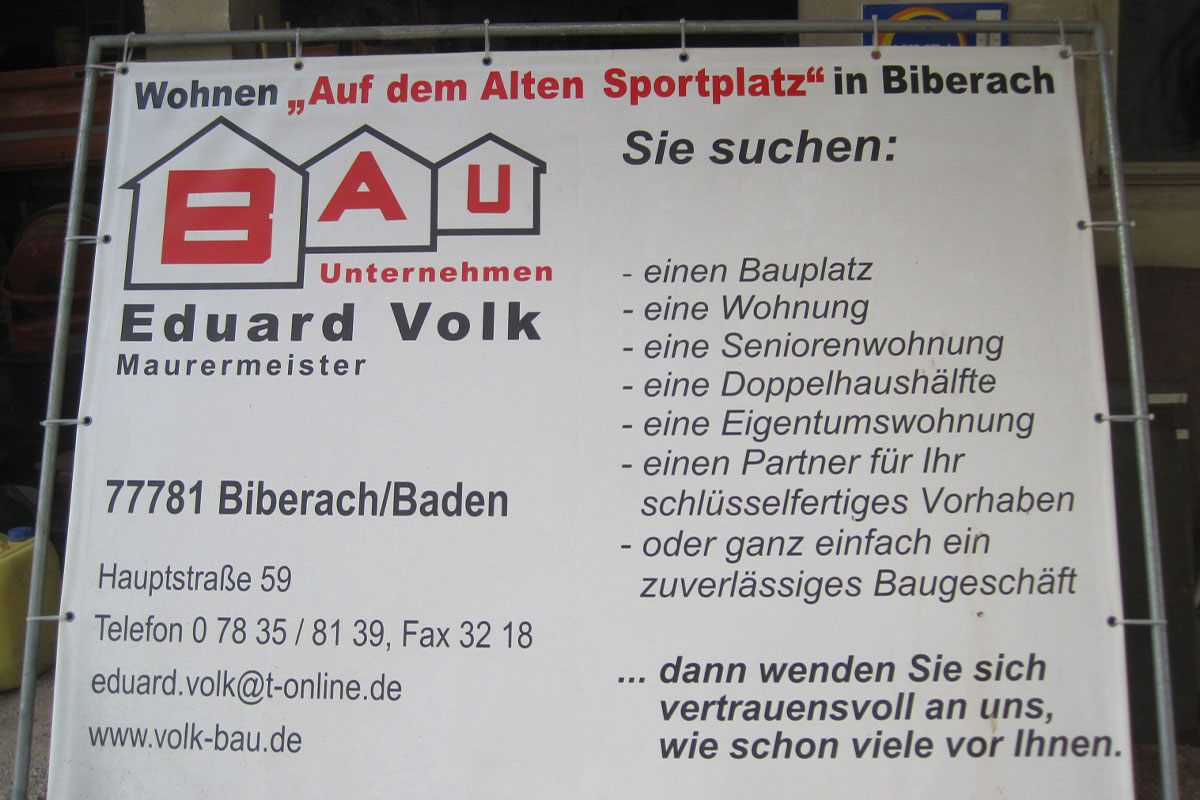 Wohnen „Auf dem Alten Sportplatz“ in Biberach
BAU
Unternehmen
Eduard Volk
Maurermeister
77781 Biberach/Baden
Hauptstraße 59
Telefon 0 78 35 / 81 39, Fax 32 18
eduard.volk@t-online.de
www.volk-bau.de
Sie suchen:
- einen Bauplatz
- eine Wohnung
- eine Seniorenwohnung
- eine Doppelhaushälfte
- eine Eigentumswohnung
- einen Partner für Ihr
schlüsselfertiges Vorhaben
- oder ganz einfach ein
zuverlässiges Baugeschäft
... dann wenden Sie sich
vertrauensvoll an uns,
wie schon viele vor Ihnen.